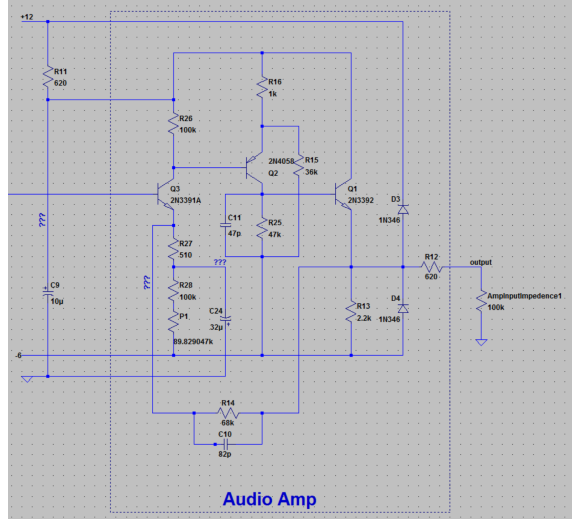 +12
R11
620
R26
100k
R16
1k
Q3
2N3391A
2N4058
Q2
R15
36k
Q1
2N3392
C11
47p
R25
47k
D3
1N346
R12
620
output
AmpInputImpedence1
100k
D4
1N346
R13
2.2k
R27
510
???
R28
100k
P1
89.829047k
C24
32µ
???
???
C9
10µ
-6
R14
68k
C10
82p
Audio Amp